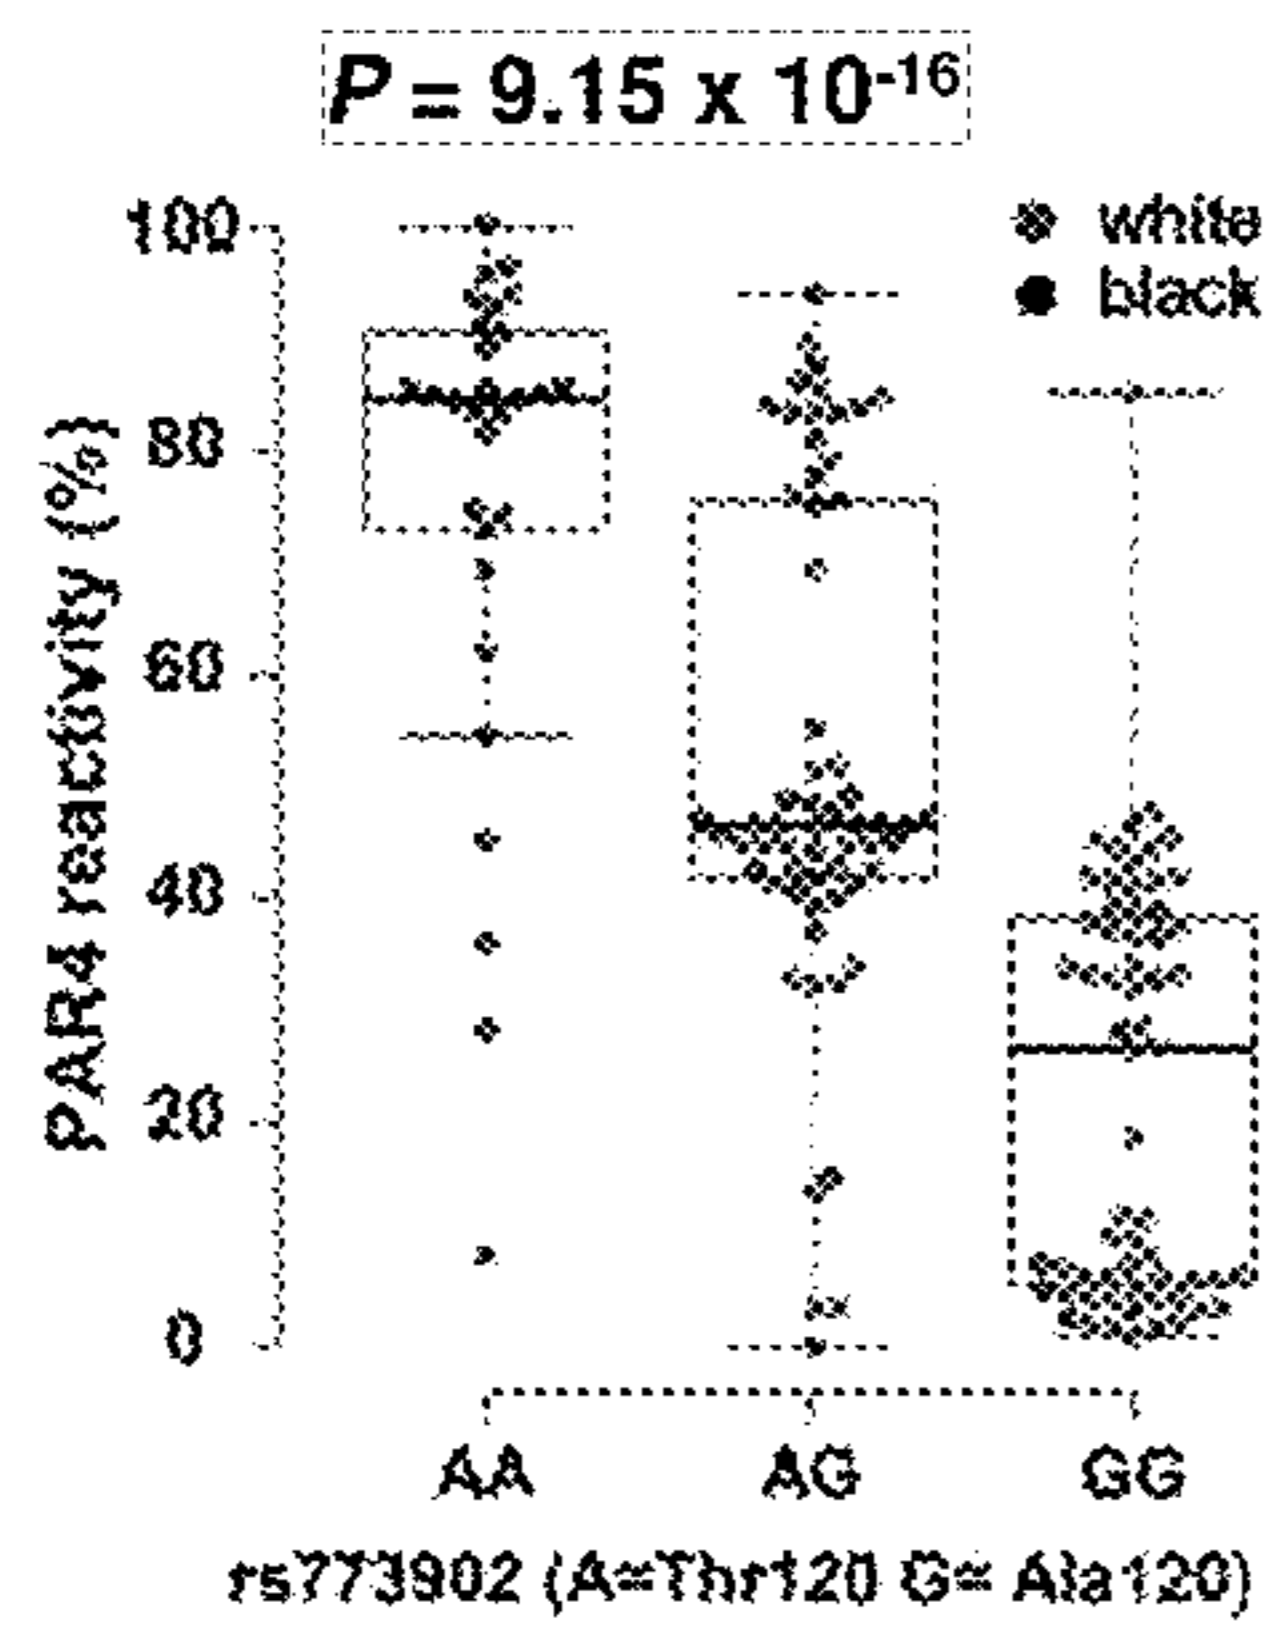 P = 9.15 x 10-16
white
black
100
80
60
40
20
0
PAR4 reactivity (%)
AA AG GG
rs773902 (A=Thr120 G= Ala120)